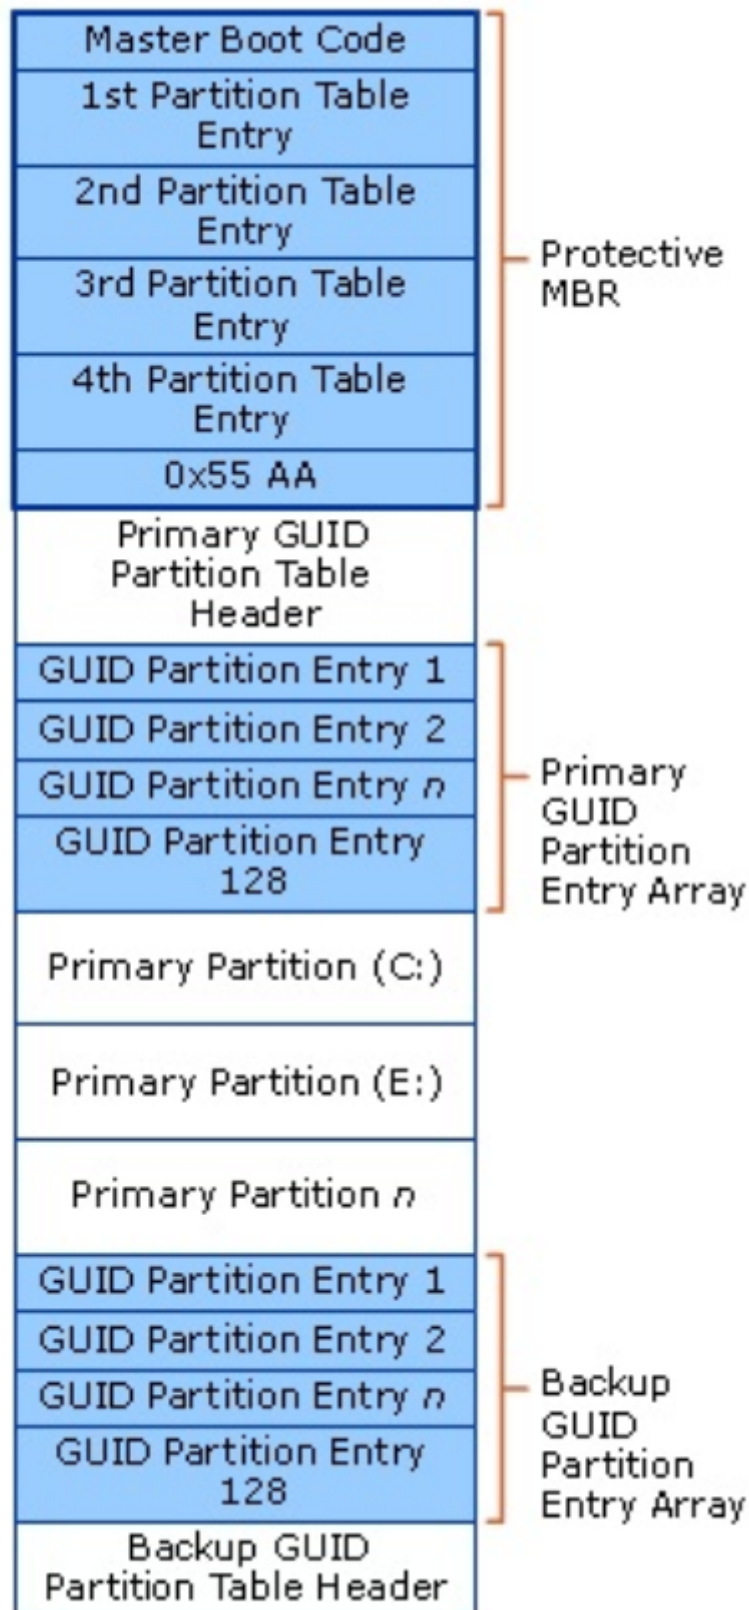 Master Boot Code
1st Partition Table
Entry
2nd Partition Table
Entry
3rd Partition Table
Entry
4th Partition Table
Entry
0x55 AA
Protective
MBR
Primary GUID
Partition Table
Header
GUID Partition Entry 1
GUID Partition Entry 2
GUID Partition Entry n
GUID Partition Entry
128
Primary
GUID
Partition
Entry Array
Primary Partition (C:)
Primary Partition (E:)
Primary Partition n
GUID Partition Entry 1
GUID Partition Entry 2
GUID Partition Entry n
GUID Partition Entry
128
Backup
GUID
Partition
Entry Array
Backup GUID
Partition Table Header